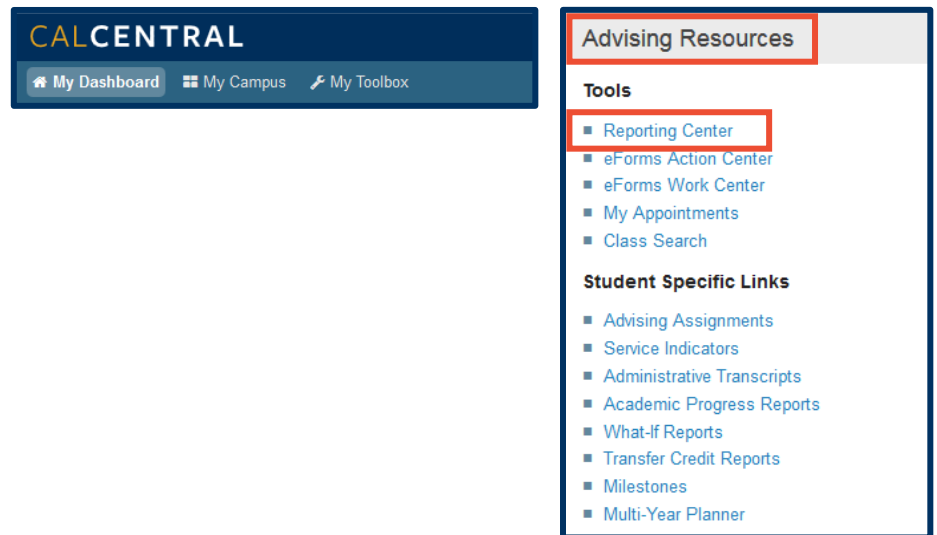 CALCENTRAL
My Dashboard My Campus My Toolbox
Advising Resources
Tools
Reporting Center
eForms Action Center
eForms Work Center
My Appointments
Class Search
Student Specific Links
Advising Assignments
Service Indicators
Administrative Transcripts
Academic Progress Reports
What-If Reports
Transfer Credit Reports
Milestones
Multi-Year Planner